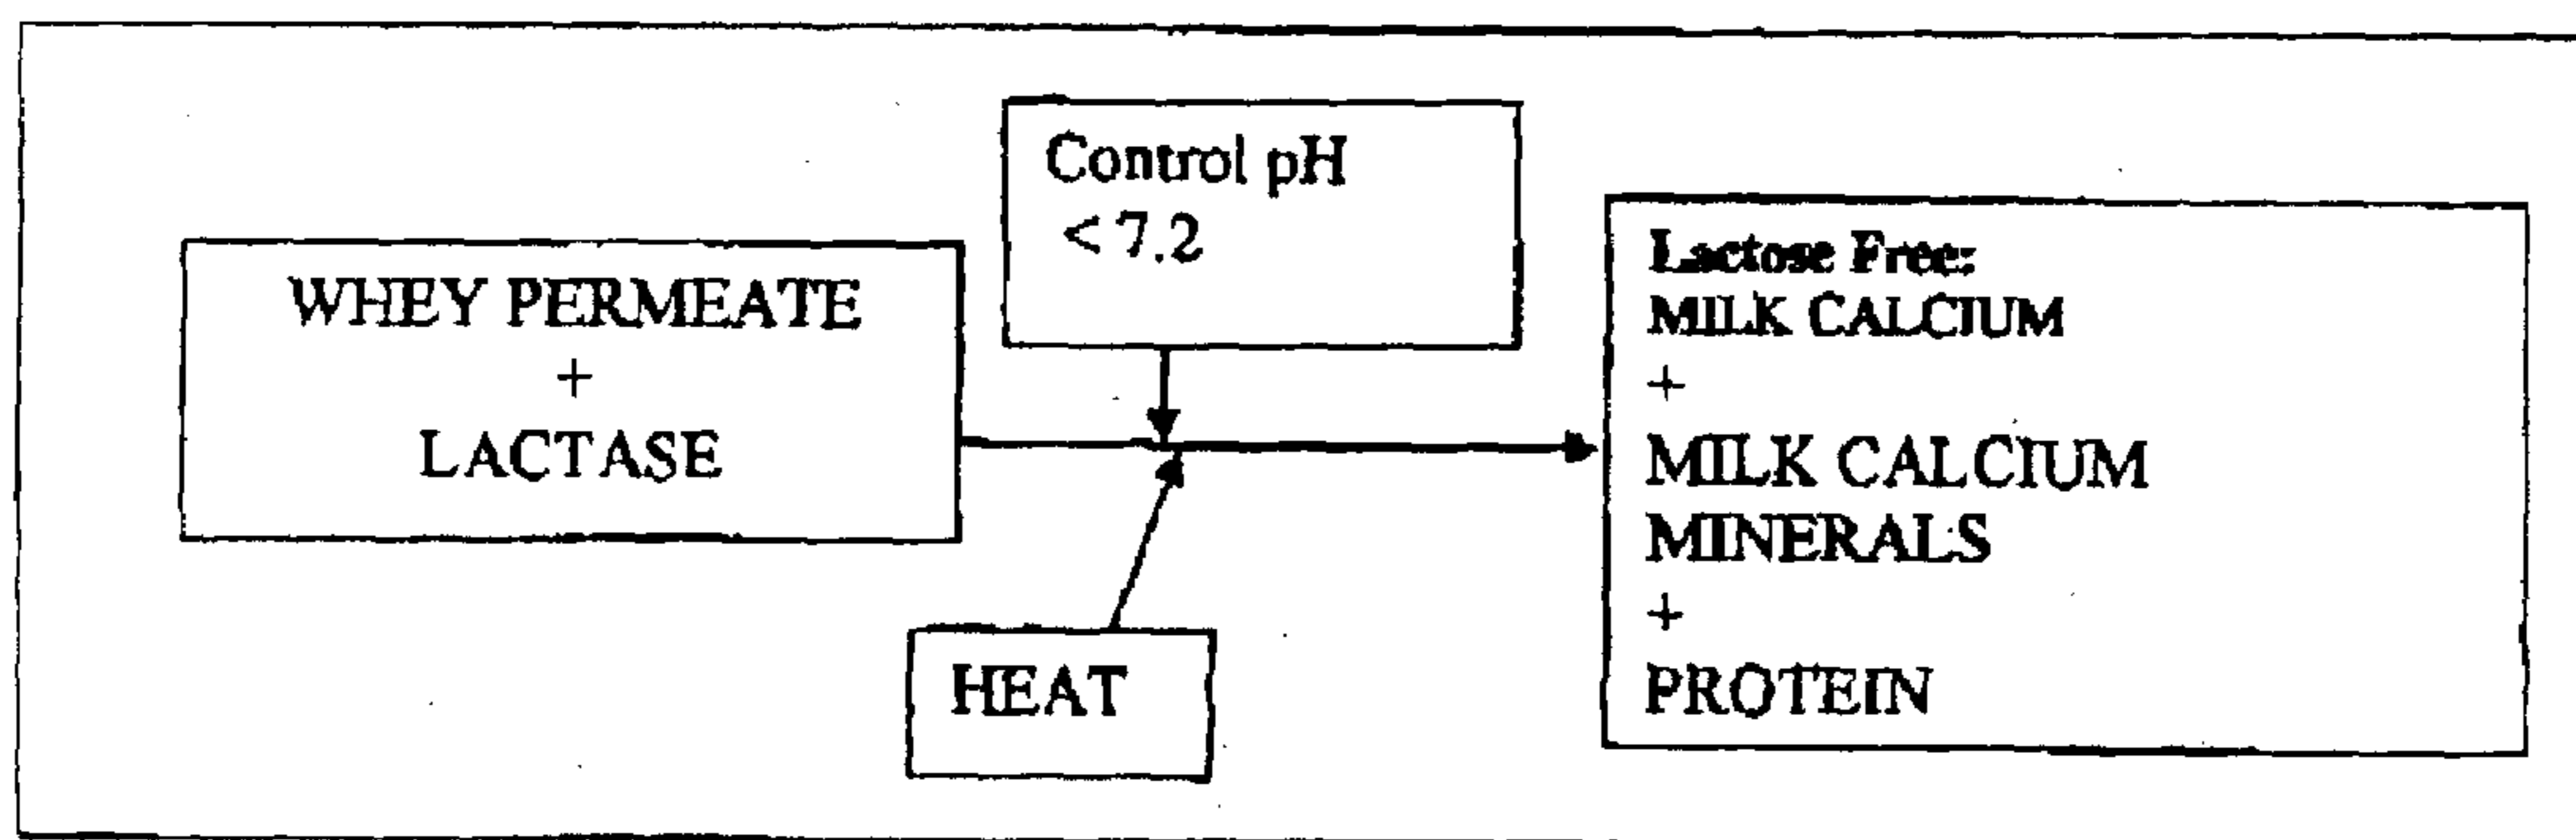 WHEY PERMEATE
+
LACTASE
Control pH
< 7.2
HEAT
Lactose Free:
MILK CALCIUM
+
MILK CALCIUM
MINERALS
+
PROTEIN